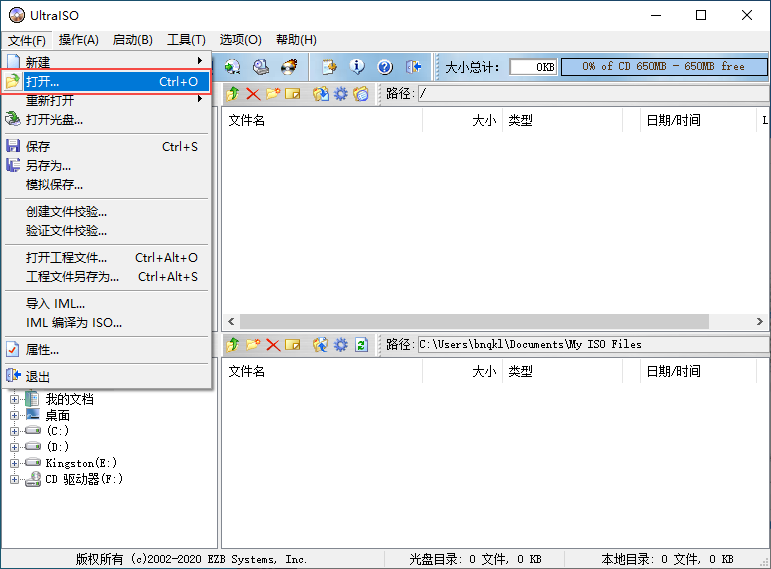 UltraISO
文件(F) 操作(A) 启动(B) 工具(T) 选项(O) 帮助(H)
新建
打开... Ctrl+O
重新打开
打开光盘...
保存 Ctrl+S
另存为...
模拟保存...
创建文件校验...
验证文件校验...
打开工程文件... Ctrl+Alt+O
工程文件另存为... Ctrl+Alt+S
导入 IML...
IML 编译为 ISO...
属性...
退出
大小总计: 0KB 0% of CD 650MB - 650MB free
路径: /
文件名 大小 类型 日期/时间 L
路径: C:\Users\bnqkl\Documents\My ISO Files
文件名 大小 类型 日期/时间
我的文档
桌面
(C:)
(D:)
Kingston(E:)
CD 驱动器(F:)
版权所有 (c)2002-2020 EZB Systems, Inc. 光盘目录: 0 文件, 0 KB 本地目录: 0 文件, 0 KB